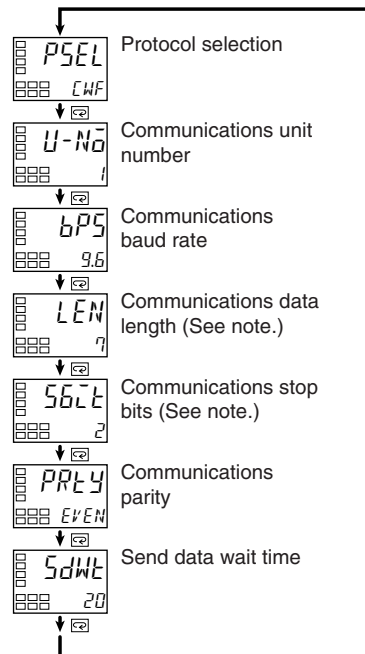 PSEL
CWF
Protocol selection
U-No
1
Communications unit
number
bPS
9.6
Communications
baud rate
LEN
7
Communications data
length (See note.)
Sbit
2
Communications stop
bits (See note.)
PRtY
EVEN
Communications
parity
SdWt
20
Send data wait time